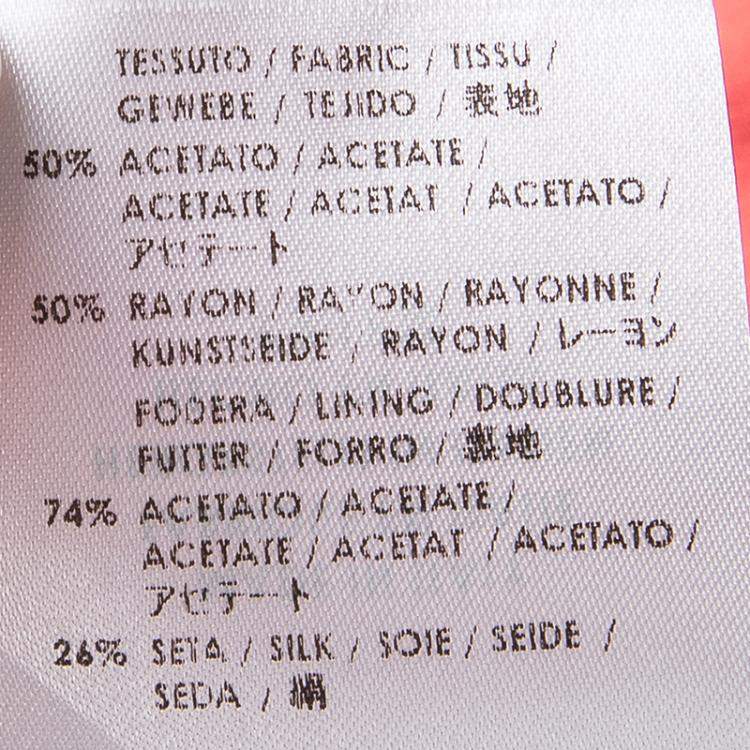 TESSUTO / FABRIC / TISSU /
GEWEBE / TEJIDO / 表地
50% ACETATO / ACETATE /
ACETATE / ACETAT / ACETATO /
アセテート
50% RAYON / RAYON / RAYONNE /
KUNSTSEIDE / RAYON / レーヨン
FODERA / LINING / DOUBLURE /
FUTTER / FORRO / 裏地
74% ACETATO / ACETATE /
ACETATE / ACETAT / ACETATO /
アセテート
26% SETA / SILK / SOIE / SEIDE /
SEDA / 絹